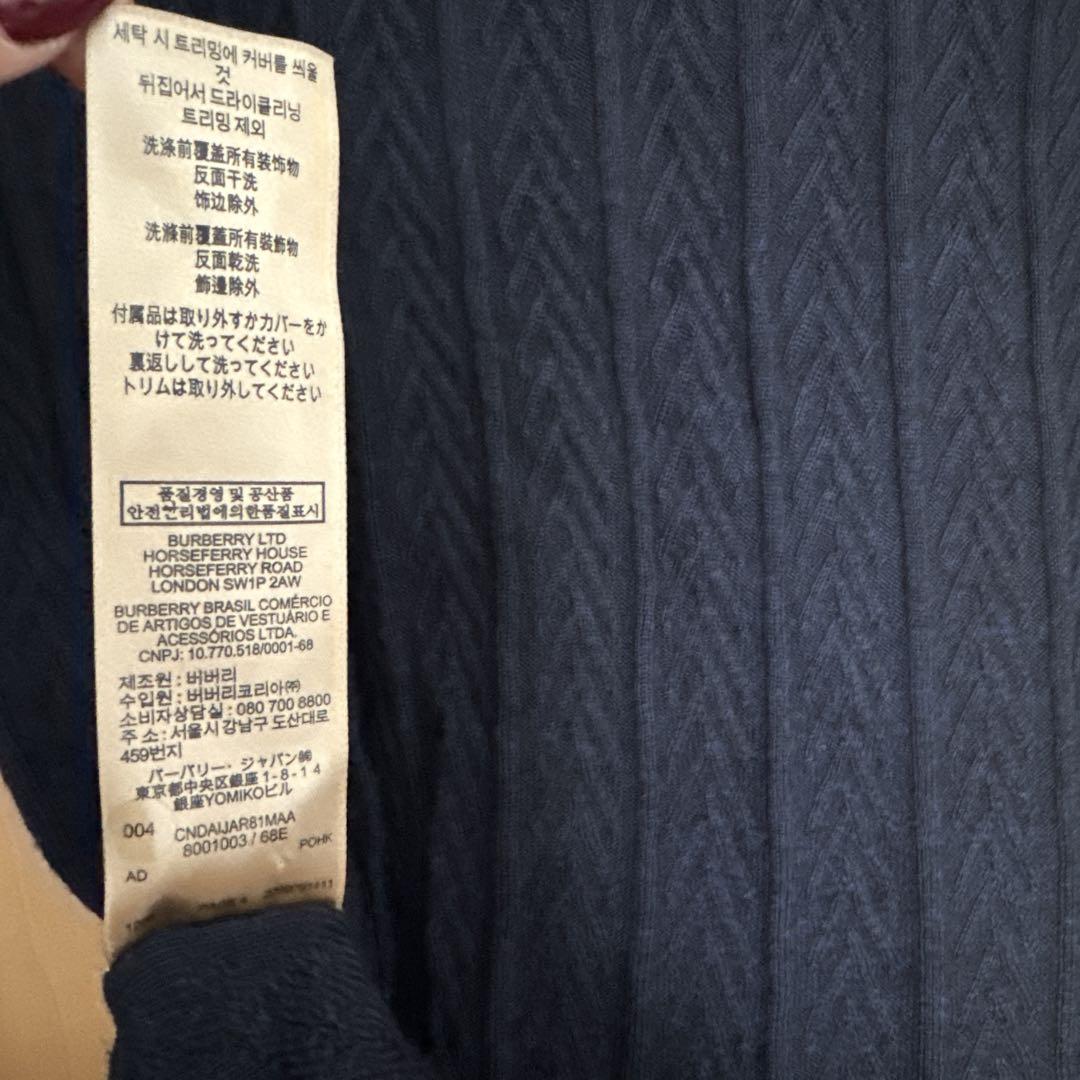 세탁 시 트리밍에 커버를 씌울
것
뒤집어서 드라이클리닝
트리밍 제외
洗涤前覆盖所有装饰物
反面干洗
饰边除外
洗滌前覆蓋所有裝飾物
反面乾洗
飾邊除外
付属品は取り外すかカバーをか
けて洗ってください
裏返しして洗ってください
トリムは取り外してください
품질경영 및 공산품
안전관리법에의한품질표시
BURBERRY LTD
HORSEFERRY HOUSE
HORSEFERRY ROAD
LONDON SW1P 2AW
BURBERRY BRASIL COMÉRCIO
DE ARTIGOS DE VESTUÁRIO E
ACESSÓRIOS LTDA.
CNPJ: 10.770.518/0001-68
제조원 : 버버리
수입원 : 버버리코리아㈜
소비자상담실 : 080 700 8800
주 소 : 서울시 강남구 도산대로
459번지
バーバリー・ジャパン㈱
東京都中央区銀座 1-8-14
銀座YOMIKOビル
004 CNDAIJAR81MAA
8001003 / 68E POHK
AD